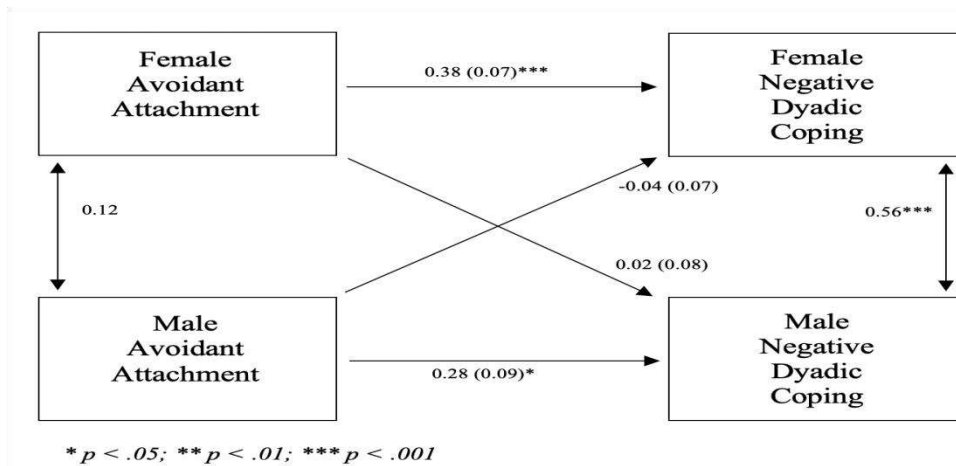 Female
Avoidant
Attachment
0.38 (0.07)***
Female
Negative
Dyadic
Coping
0.12
-0.04 (0.07)
0.56***
0.02 (0.08)
Male
Avoidant
Attachment
0.28 (0.09)*
Male
Negative
Dyadic
Coping
* p < .05; ** p < .01; *** p < .001